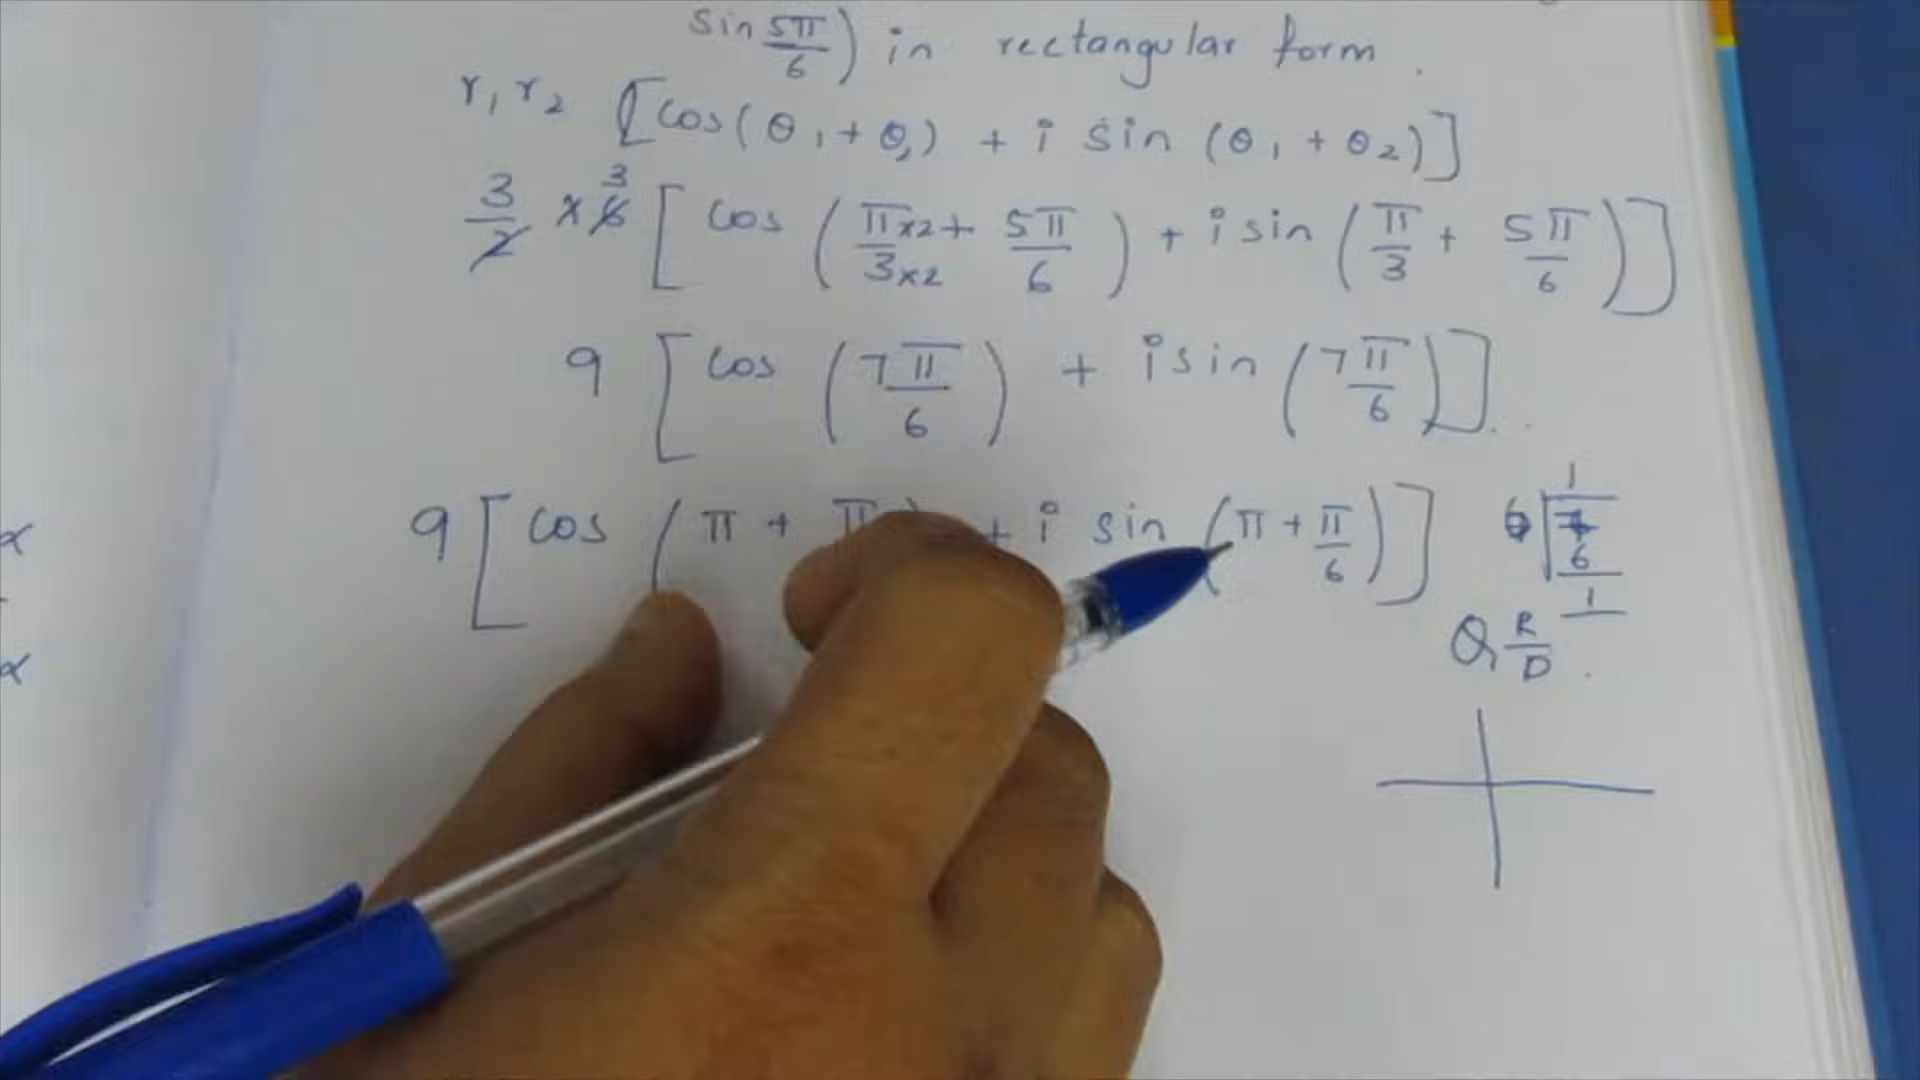 sin 5π/6) in rectangular form.
r₁ r₂ [cos(θ₁ + θ₂) + i sin (θ₁ + θ₂)]
3/2 × 6 3 [cos (π×2/3×2 + 5π/6) + i sin (π/3 + 5π/6)]
9 [cos (7π/6) + i sin (7π/6)].
9 [cos (π + π ) + i sin (π + π/6)]
1
6 7
6
1
Q R/D .
α
α